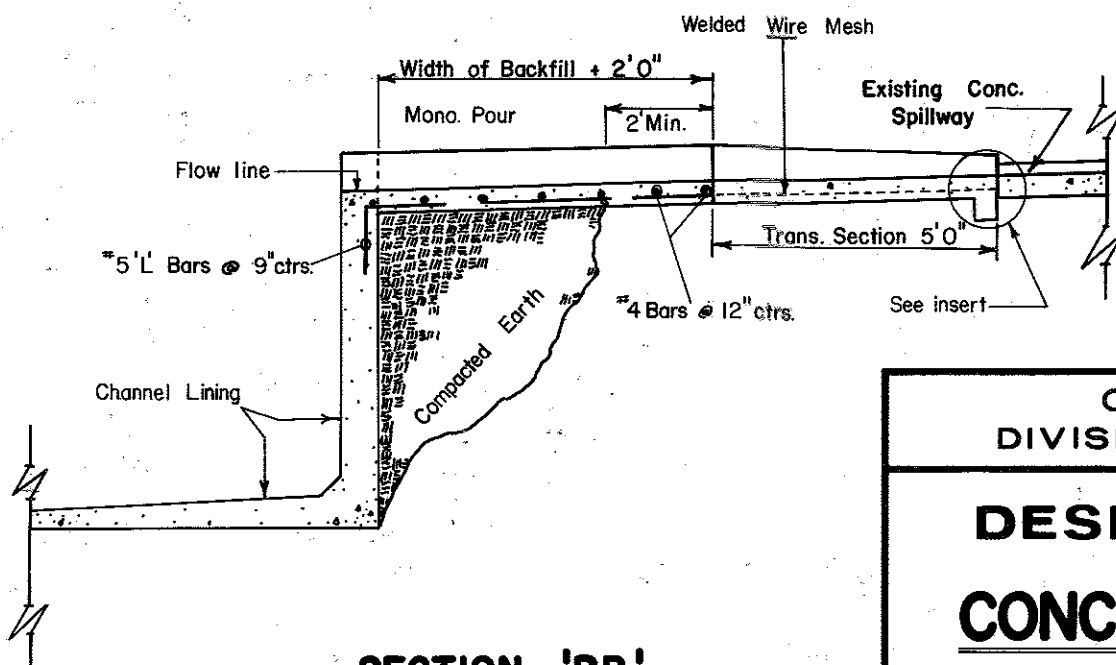 Welded Wire Mesh
Width of Backfill + 2'0"
Existing Conc.
Spillway
Mono. Pour
2' Min.
Flow line
Trans. Section 5'0"
#5 'L' Bars @ 9" ctrs.
#4 Bars @ 12" ctrs.
See insert
Compacted Earth
Channel Lining
DIVIS
DESI
CONC
SECTION 'BB'